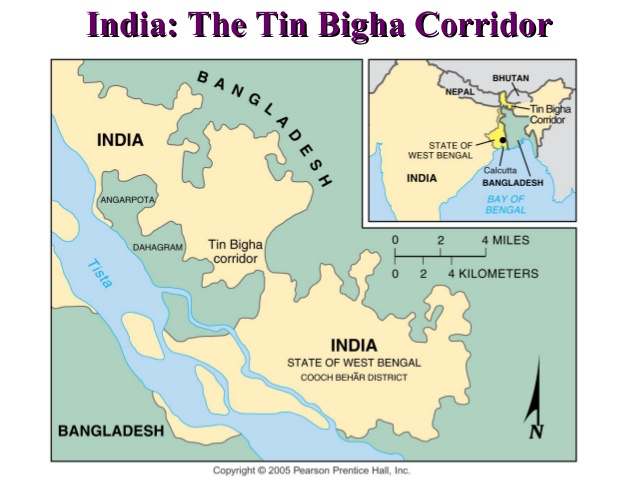 India: The Tin Bigha Corridor
BANGLADESH
INDIA
ANGARPOTA
DAHAGRAM
Tin Bigha
corridor
Tista
INDIA
STATE OF WEST BENGAL
COOCH BEHĀR DISTRICT
BANGLADESH
BHUTAN
NEPAL
Tin Bigha
Corridor
STATE OF
WEST BENGAL
Calcutta
INDIA
BANGLADESH
BAY OF
BENGAL
0 2 4 MILES
0 2 4 KILOMETERS
N
Copyright © 2005 Pearson Prentice Hall, Inc.